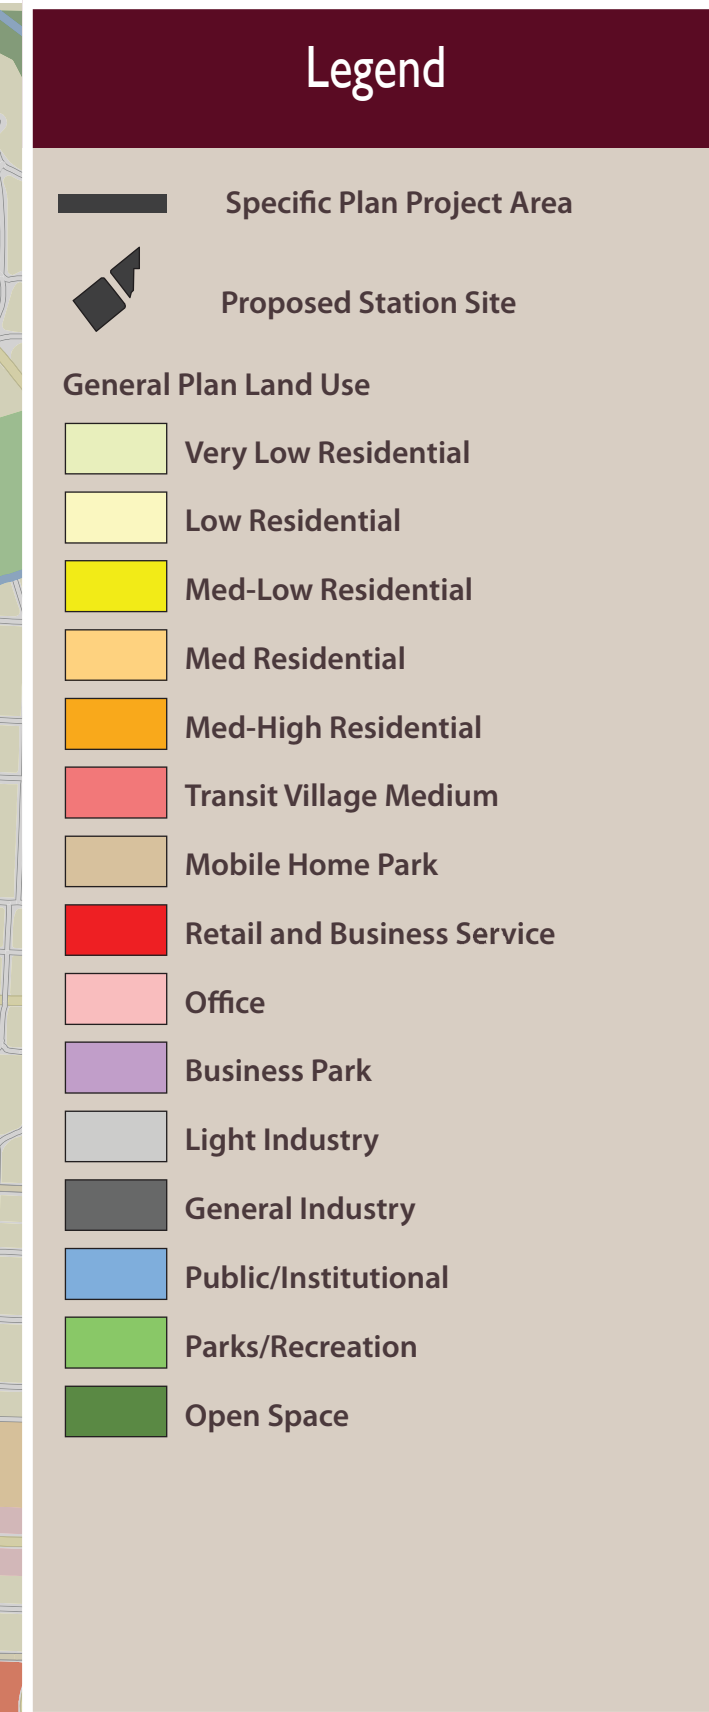 Legend
Specific Plan Project Area
Proposed Station Site
General Plan Land Use
Very Low Residential
Low Residential
Med-Low Residential
Med Residential
Med-High Residential
Transit Village Medium
Mobile Home Park
Retail and Business Service
Office
Business Park
Light Industry
General Industry
Public/Institutional
Parks/Recreation
Open Space